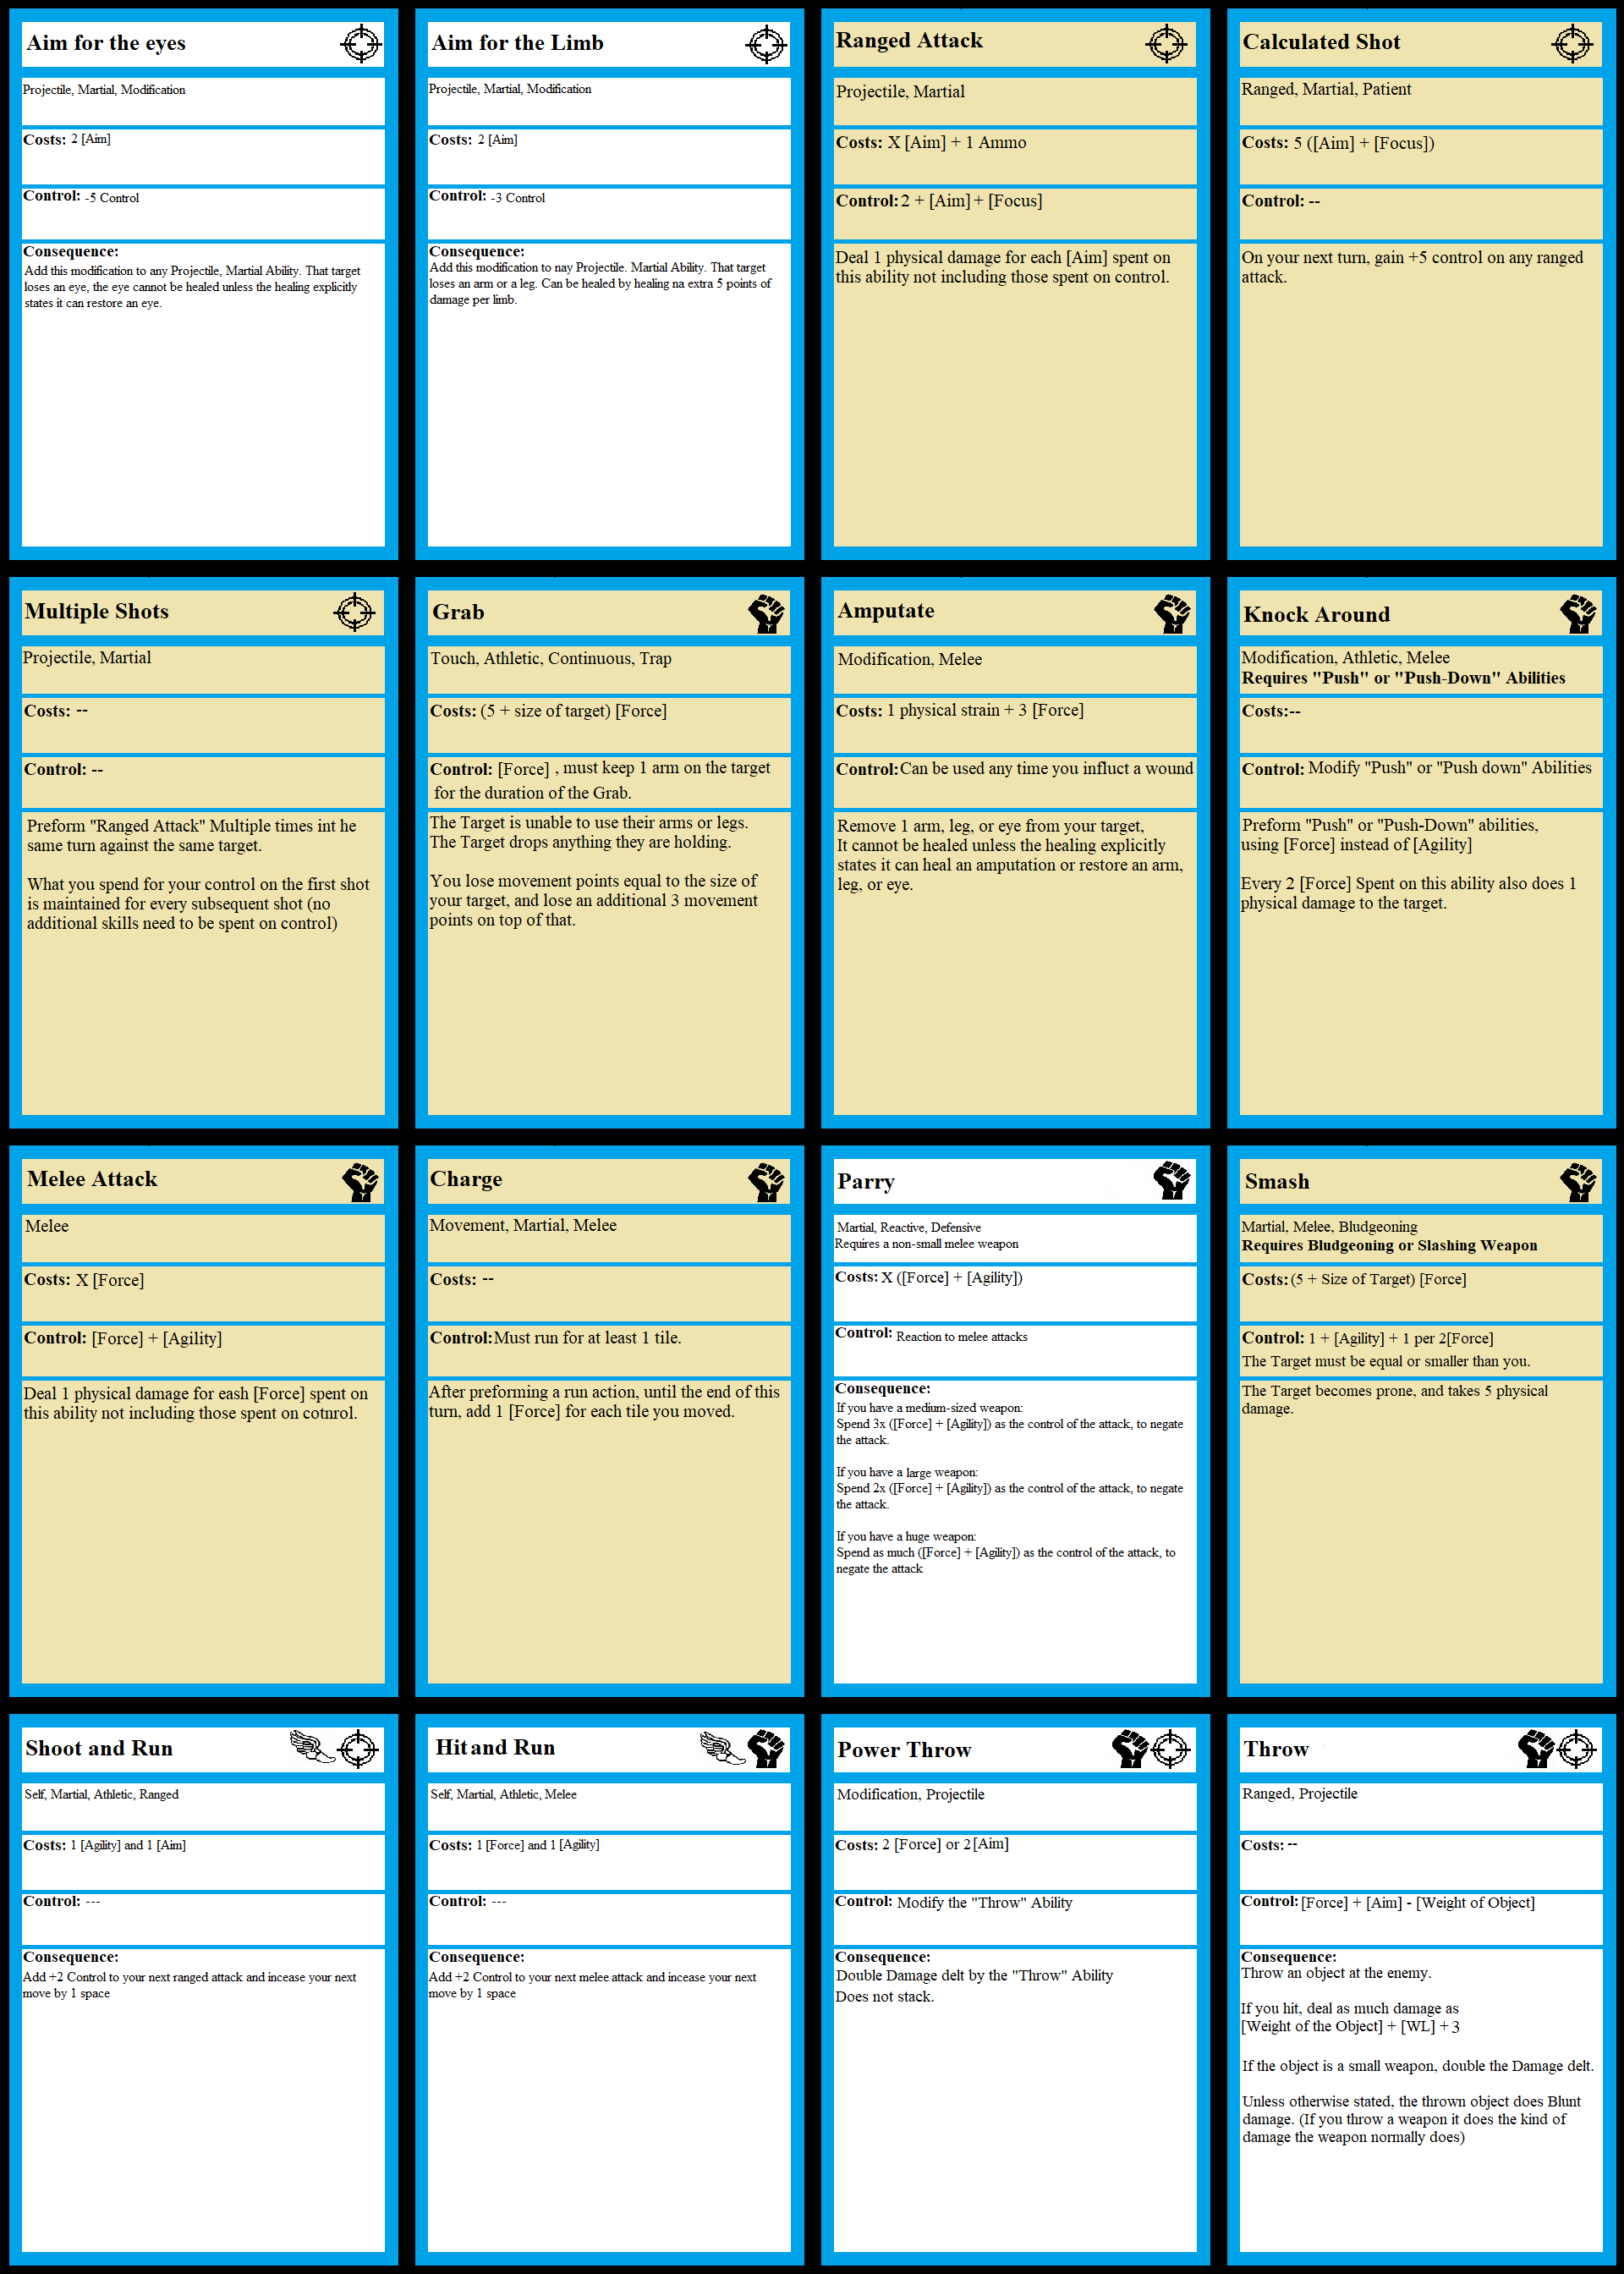 Aim for the eyes
Projectile, Martial, Modification
Costs: 2 [Aim]
Control: -5 Control
Consequence:
Add this modification to any Projectile, Martial Ability. That target
loses an eye, the eye cannot be healed unless the healing explicitly
states it can restore an eye.
Aim for the Limb
Projectile, Martial, Modification
Costs: 2 [Aim]
Control: -3 Control
Consequence:
Add this modification to nay Projectile. Martial Ability. That target
loses an arm or a leg. Can be healed by healing na extra 5 points of
damage per limb.
Ranged Attack
Projectile, Martial
Costs: X [Aim] + 1 Ammo
Control: 2 + [Aim] + [Focus]
Deal 1 physical damage for each [Aim] spent on
this ability not including those spent on control.
Calculated Shot
Ranged, Martial, Patient
Costs: 5 ([Aim] + [Focus])
Control: --
On your next turn, gain +5 control on any ranged
attack.
Multiple Shots
Projectile, Martial
Costs: --
Control: --
Preform "Ranged Attack" Multiple times int he
same turn against the same target.
What you spend for your control on the first shot
is maintained for every subsequent shot (no
additional skills need to be spent on control)
Grab
Touch, Athletic, Continuous, Trap
Costs: (5 + size of target) [Force]
Control: [Force] , must keep 1 arm on the target
for the duration of the Grab.
The Target is unable to use their arms or legs.
The Target drops anything they are holding.
You lose movement points equal to the size of
your target, and lose an additional 3 movement
points on top of that.
Amputate
Modification, Melee
Costs: 1 physical strain + 3 [Force]
Control: Can be used any time you influct a wound
Remove 1 arm, leg, or eye from your target,
It cannot be healed unless the healing explicitly
states it can heal an amputation or restore an arm,
leg, or eye.
Knock Around
Modification, Athletic, Melee
Requires "Push" or "Push-Down" Abilities
Costs:--
Control: Modify "Push" or "Push down" Abilities
Preform "Push" or "Push-Down" abilities,
using [Force] instead of [Agility]
Every 2 [Force] Spent on this ability also does 1
physical damage to the target.
Melee Attack
Melee
Costs: X [Force]
Control: [Force] + [Agility]
Deal 1 physical damage for eash [Force] spent on
this ability not including those spent on cotnrol.
Charge
Movement, Martial, Melee
Costs: --
Control:Must run for at least 1 tile.
After preforming a run action, until the end of this
turn, add 1 [Force] for each tile you moved.
Parry
Martial, Reactive, Defensive
Requires a non-small melee weapon
Costs: X ([Force] + [Agility])
Control: Reaction to melee attacks
Consequence:
If you have a medium-sized weapon:
Spend 3x ([Force] + [Agility]) as the control of the attack, to negate
the attack.
If you have a large weapon:
Spend 2x ([Force] + [Agility]) as the control of the attack, to negate
the attack.
If you have a huge weapon:
Spend as much ([Force] + [Agility]) as the control of the attack, to
negate the attack
Smash
Martial, Melee, Bludgeoning
Requires Bludgeoning or Slashing Weapon
Costs: (5 + Size of Target) [Force]
Control: 1 + [Agility] + 1 per 2[Force]
The Target must be equal or smaller than you.
The Target becomes prone, and takes 5 physical
damage.
Shoot and Run
Self, Martial, Athletic, Ranged
Costs: 1 [Agility] and 1 [Aim]
Control: ---
Consequence:
Add +2 Control to your next ranged attack and incease your next
move by 1 space
Hit and Run
Self, Martial, Athletic, Melee
Costs: 1 [Force] and 1 [Agility]
Control: ---
Consequence:
Add +2 Control to your next melee attack and incease your next
move by 1 space
Power Throw
Modification, Projectile
Costs: 2 [Force] or 2 [Aim]
Control: Modify the "Throw" Ability
Consequence:
Double Damage delt by the "Throw" Ability
Does not stack.
Throw
Ranged, Projectile
Costs: --
Control: [Force] + [Aim] - [Weight of Object]
Consequence:
Throw an object at the enemy.
If you hit, deal as much damage as
[Weight of the Object] + [WL] + 3
If the object is a small weapon, double the Damage delt.
Unless otherwise stated, the thrown object does Blunt
damage. (If you throw a weapon it does the kind of
damage the weapon normally does)